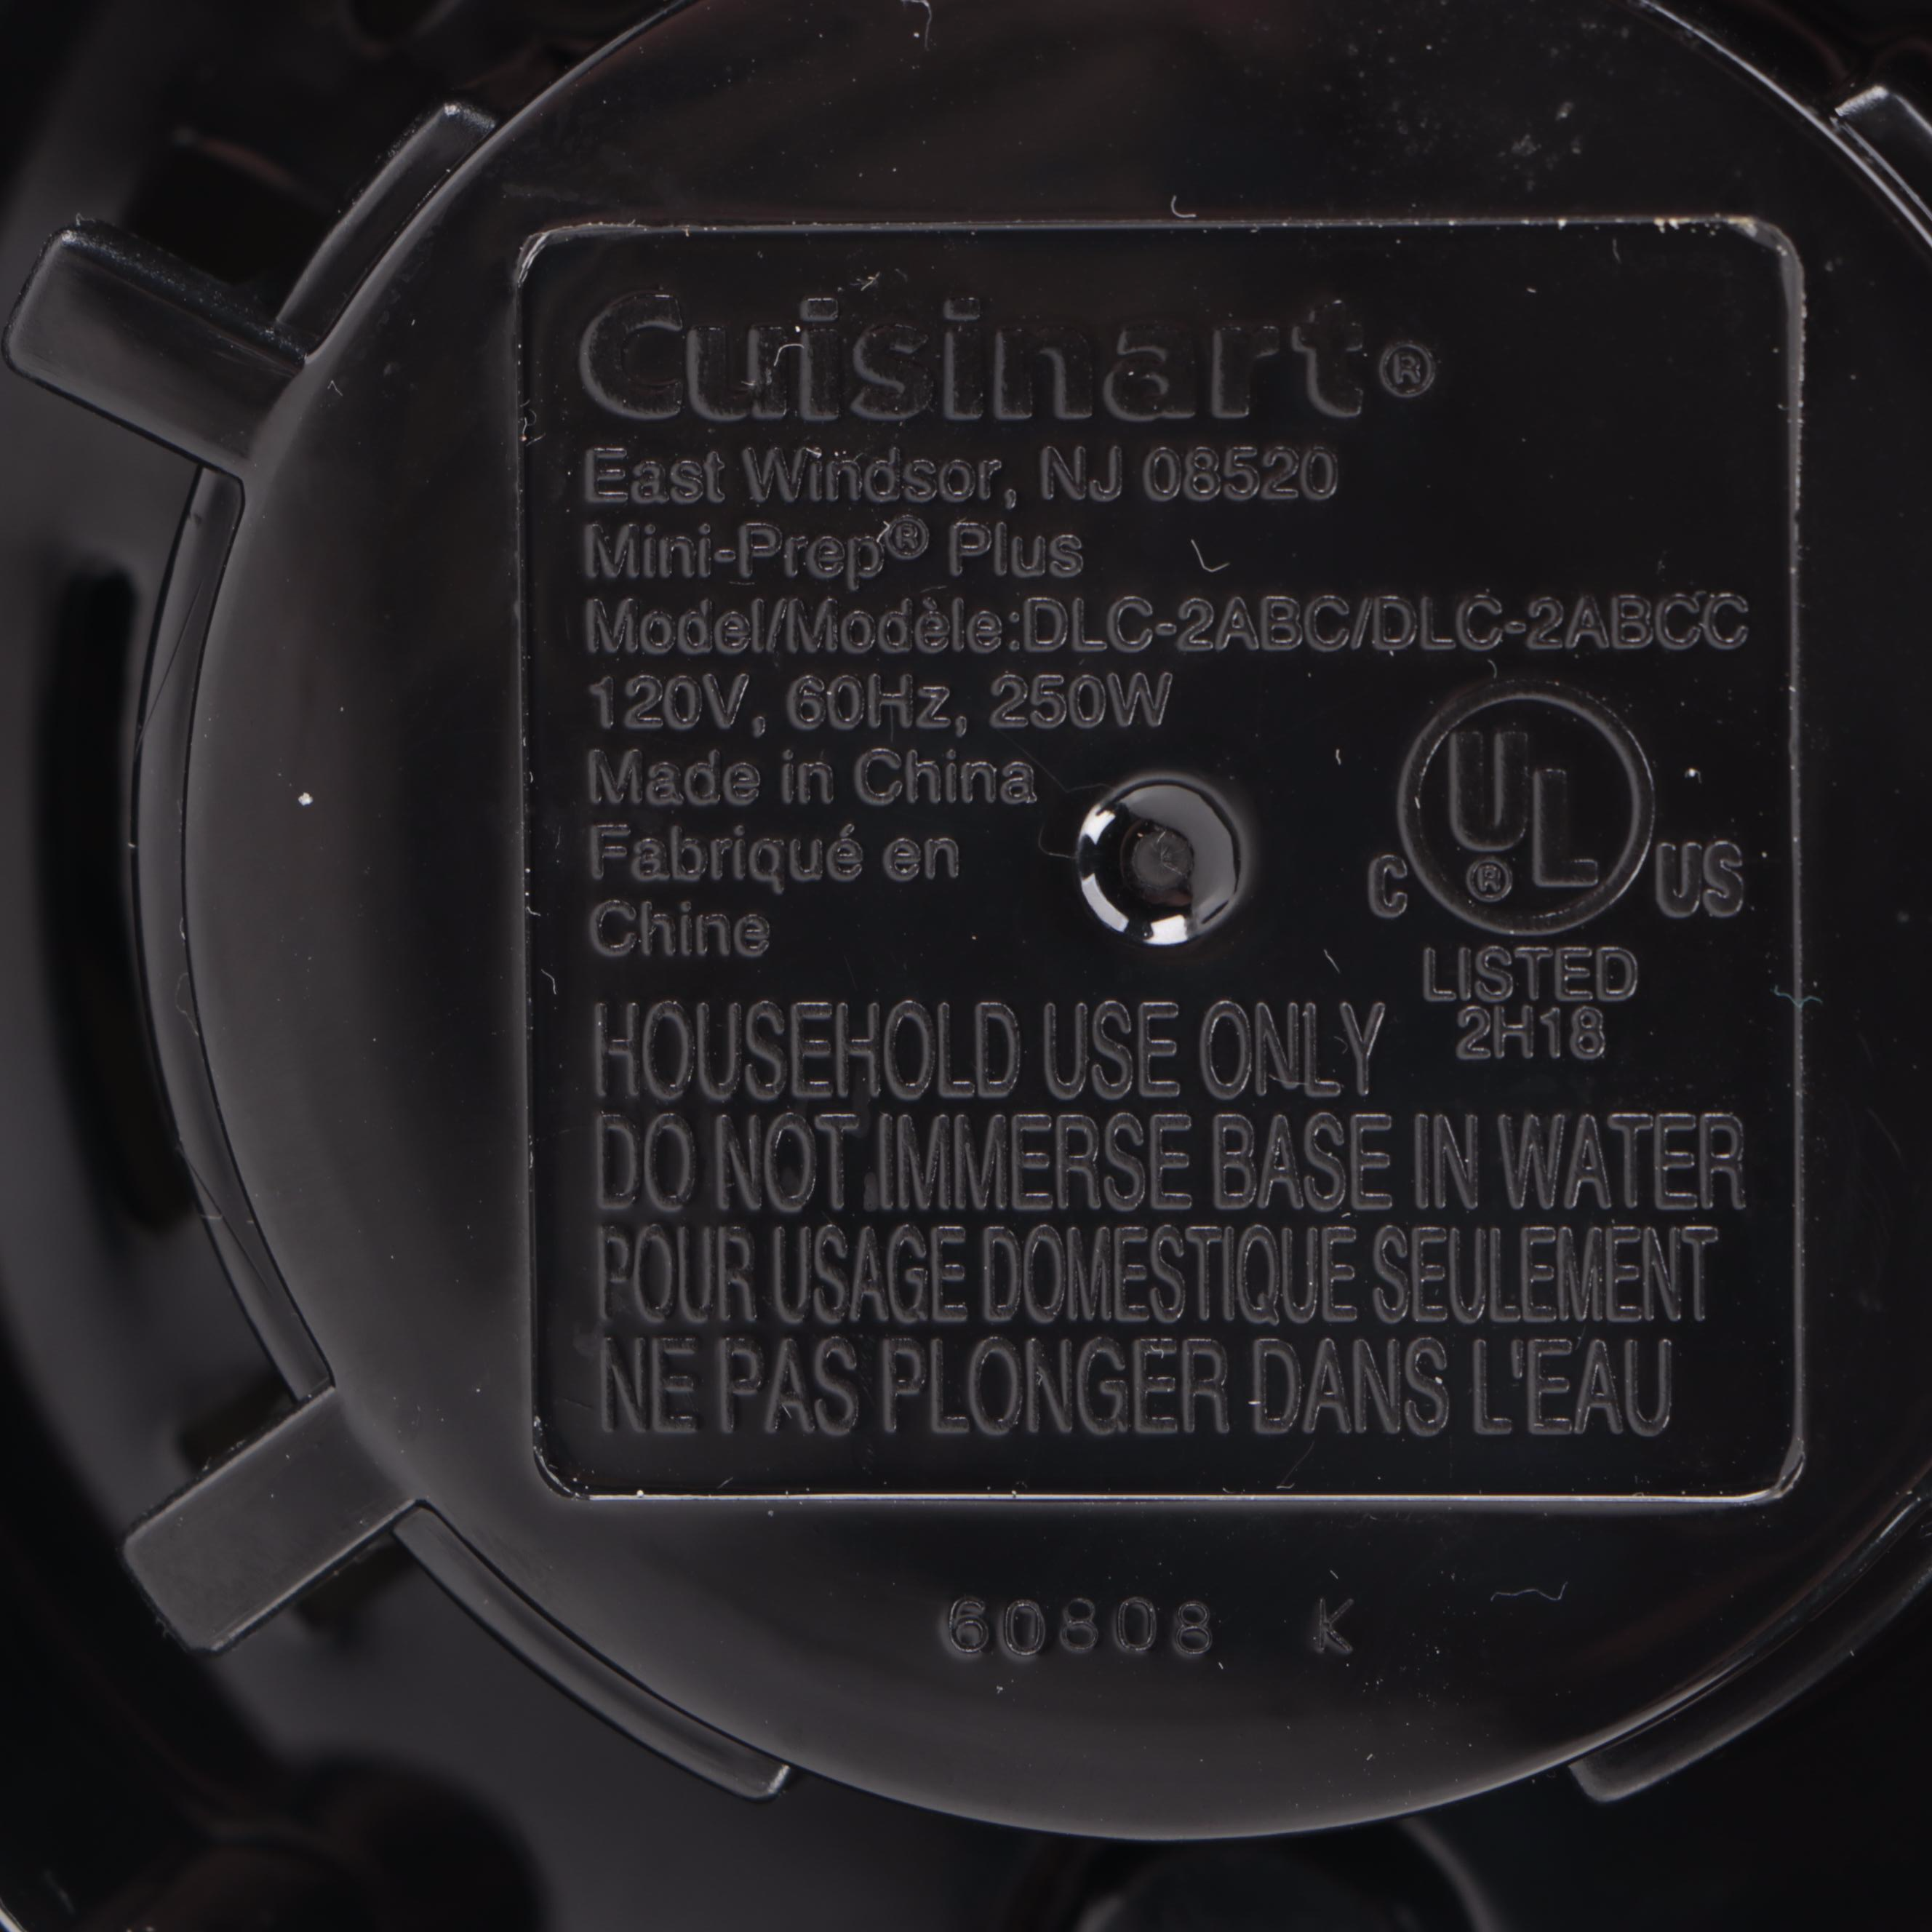 Cuisinart®
East Windsor, NJ 08520
Mini-Prep® Plus
Model/Modèle:DLC-2ABC/DLC-2ABCC
120V, 60Hz, 250W
Made in China
Fabriqué en
Chine
C UL® US
LISTED
2H18
HOUSEHOLD USE ONLY
DO NOT IMMERSE BASE IN WATER
POUR USAGE DOMESTIQUE SEULEMENT
NE PAS PLONGER DANS L'EAU
60808 K